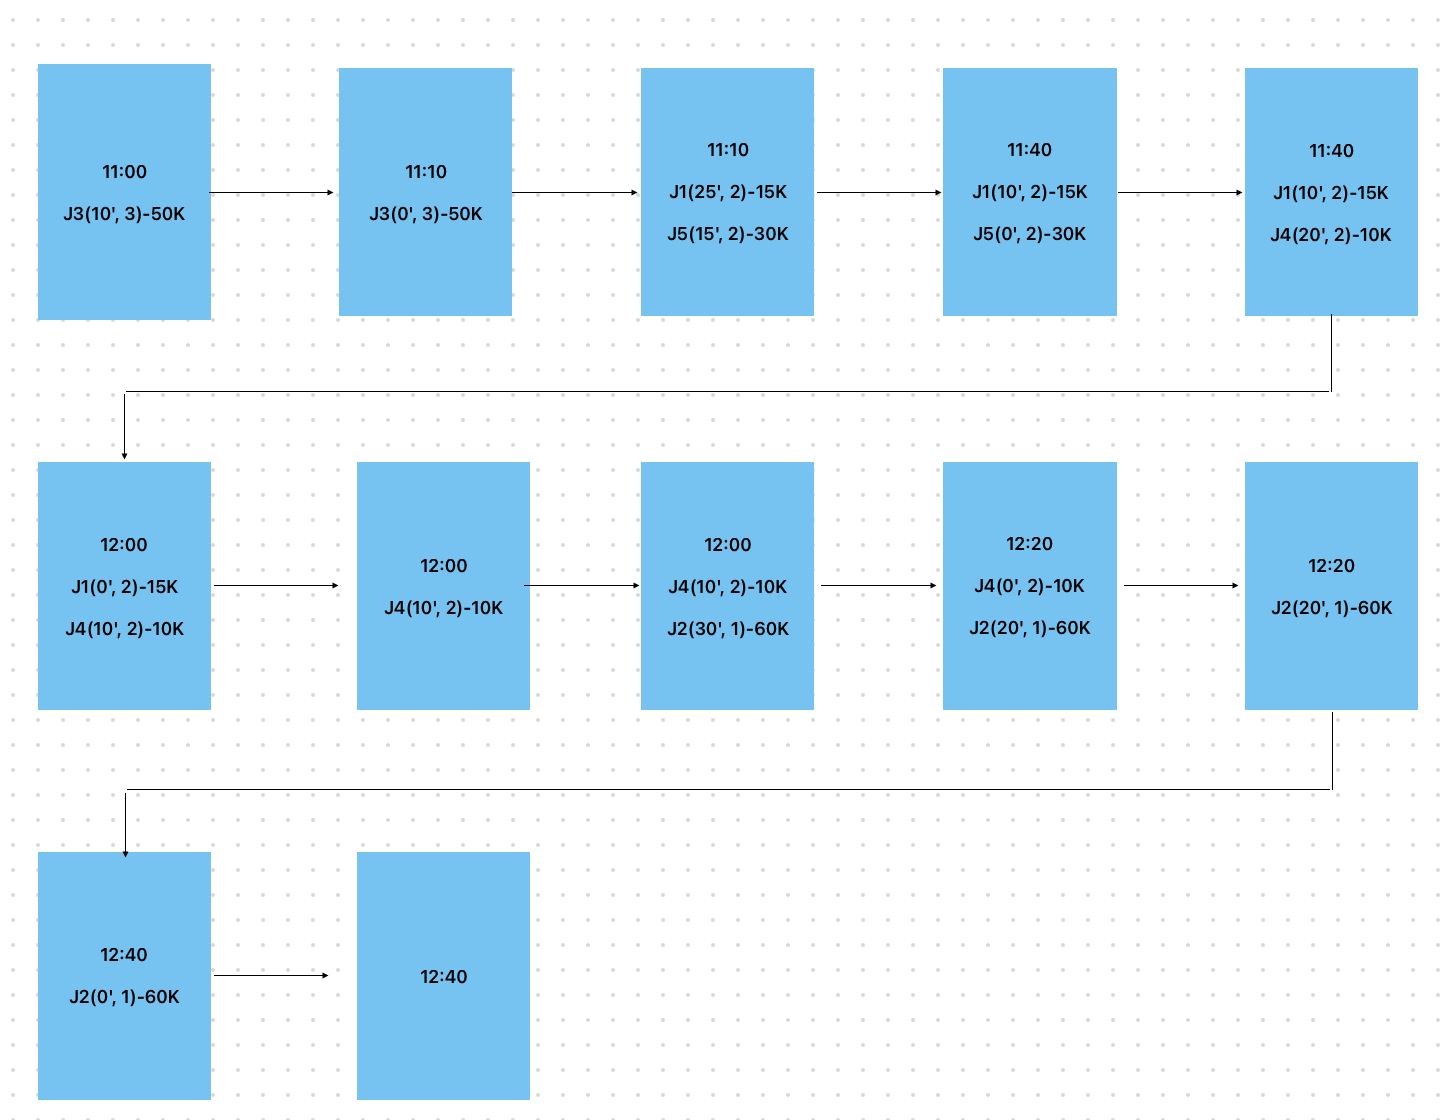 11:00
J3(10', 3)-50K
11:10
J3(0', 3)-50K
11:10
J1(25', 2)-15K
J5(15', 2)-30K
11:40
J1(10', 2)-15K
J5(0', 2)-30K
11:40
J1(10', 2)-15K
J4(20', 2)-10K
12:00
J1(0', 2)-15K
J4(10', 2)-10K
12:00
J4(10', 2)-10K
12:00
J4(10', 2)-10K
J2(30', 1)-60K
12:20
J4(0', 2)-10K
J2(20', 1)-60K
12:20
J2(20', 1)-60K
12:40
J2(0', 1)-60K
12:40